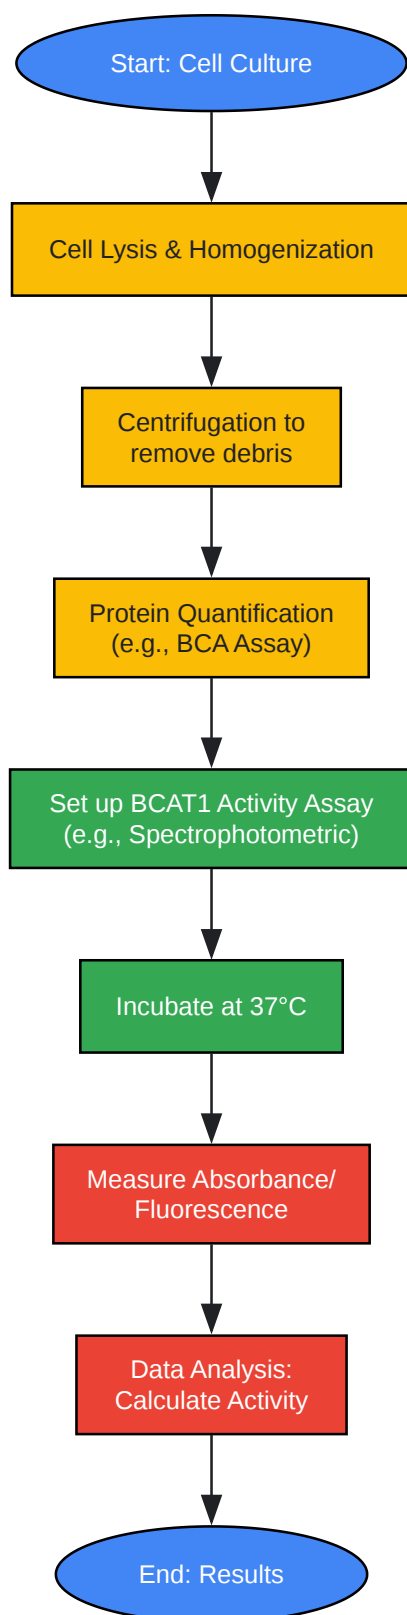 Start: Cell Culture
Cell Lysis & Homogenization
Centrifugation to
remove debris
Protein Quantification
(e.g., BCA Assay)
Set up BCAT1 Activity Assay
(e.g., Spectrophotometric)
Incubate at 37°C
Measure Absorbance/
Fluorescence
Data Analysis:
Calculate Activity
End: Results